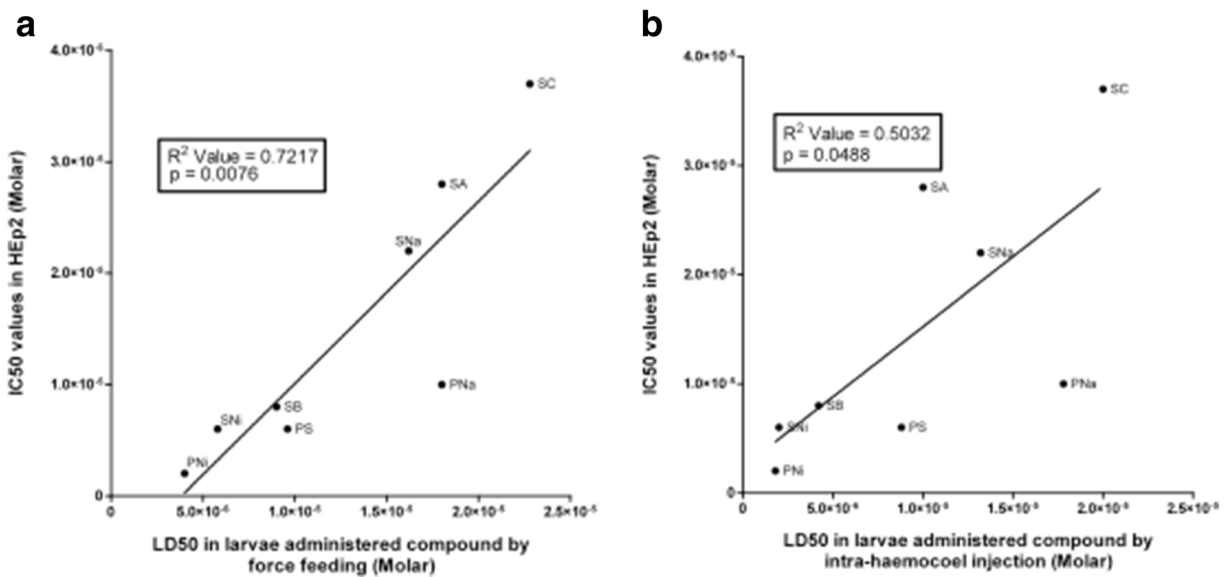 a
IC50 values in HEp2 (Molar)
4.0×10⁻⁵
3.0×10⁻⁵
2.0×10⁻⁵
1.0×10⁻⁵
0
R² Value = 0.7217
p = 0.0076
SC
SA
SNa
PNa
SNi
SB
PS
PNi
0
5.0×10⁻⁶
1.0×10⁻⁵
1.5×10⁻⁵
2.0×10⁻⁵
2.5×10⁻⁵
LD50 in larvae administered compound by
force feeding (Molar)
b
IC50 values in HEp2 (Molar)
4.0×10⁻⁵
3.0×10⁻⁵
2.0×10⁻⁵
1.0×10⁻⁵
0
R² Value = 0.5032
p = 0.0488
SC
SA
SNa
PNa
SB
SNi
PS
PNi
0
5.0×10⁻⁶
1.0×10⁻⁵
1.5×10⁻⁵
2.0×10⁻⁵
2.5×10⁻⁵
LD50 in larvae administered compound by
intra-haemocoel injection (Molar)